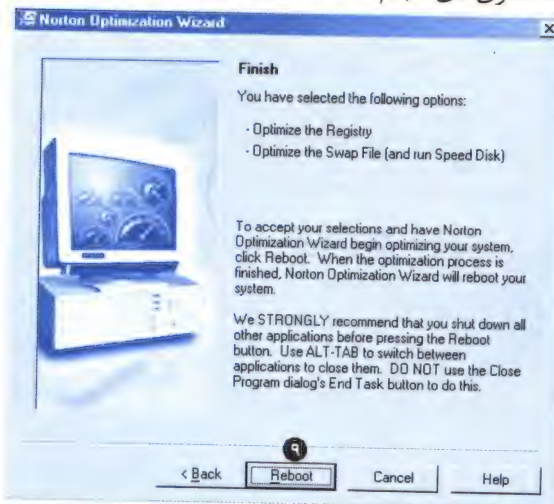 Norton Optimization Wizard
Finish
You have selected the following options:
- Optimize the Registry
- Optimize the Swap File (and run Speed Disk)
To accept your selections and have Norton
Optimization Wizard begin optimizing your system,
click Reboot. When the optimization process is
finished, Norton Optimization Wizard will reboot your
system.
We STRONGLY recommend that you shut down all
other applications before pressing the Reboot
button. Use ALT-TAB to switch between
applications to close them. DO NOT use the Close
Program dialog's End Task button to do this.
٩
< Back Reboot Cancel Help